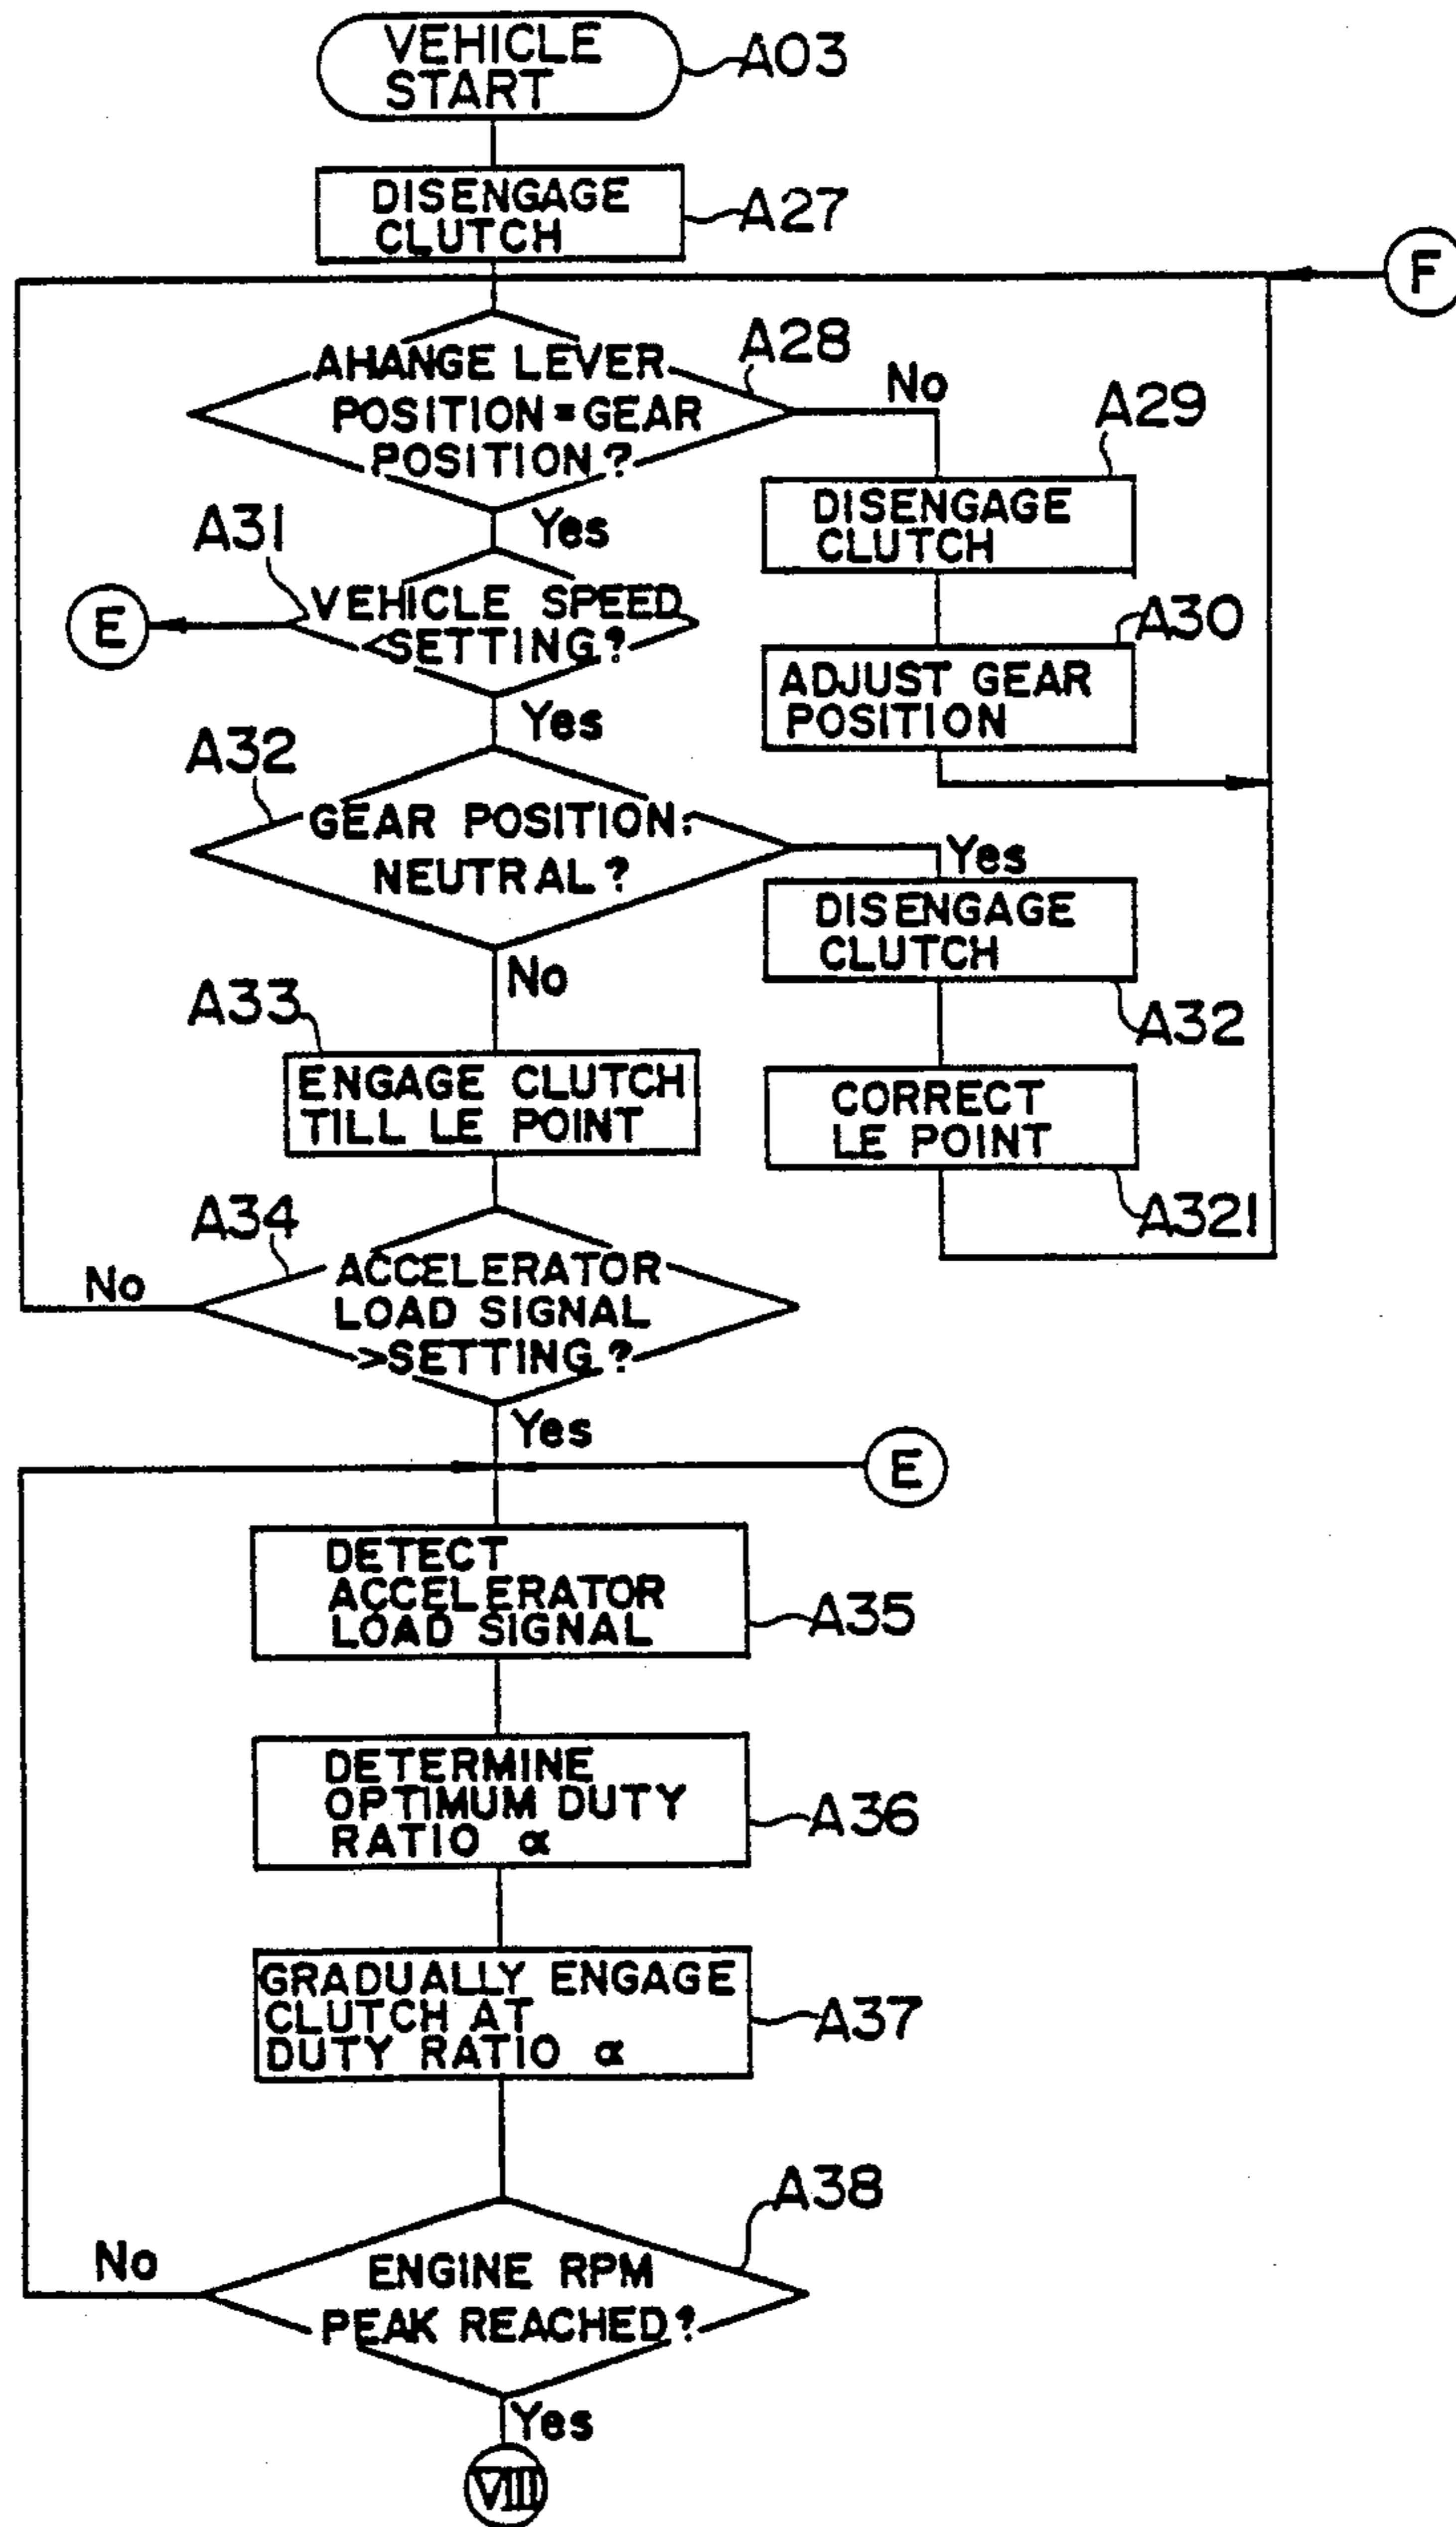 VEHICLE
START
A03
DISENGAGE
CLUTCH
A27
F
AHANGE LEVER
POSITION = GEAR
POSITION?
A28
No
A29
DISENGAGE
CLUTCH
Yes
A31
E
VEHICLE SPEED
<SETTING?
A30
ADJUST GEAR
POSITION
Yes
A32
GEAR POSITION:
NEUTRAL?
Yes
DISENGAGE
CLUTCH
A32
No
A33
ENGAGE CLUTCH
TILL LE POINT
CORRECT
LE POINT
A321
A34
No
ACCELERATOR
LOAD SIGNAL
>SETTING?
Yes
E
DETECT
ACCELERATOR
LOAD SIGNAL
A35
DETERMINE
OPTIMUM DUTY
RATIO α
A36
GRADUALLY ENGAGE
CLUTCH AT
DUTY RATIO α
A37
A38
No
ENGINE RPM
PEAK REACHED?
Yes
VIII